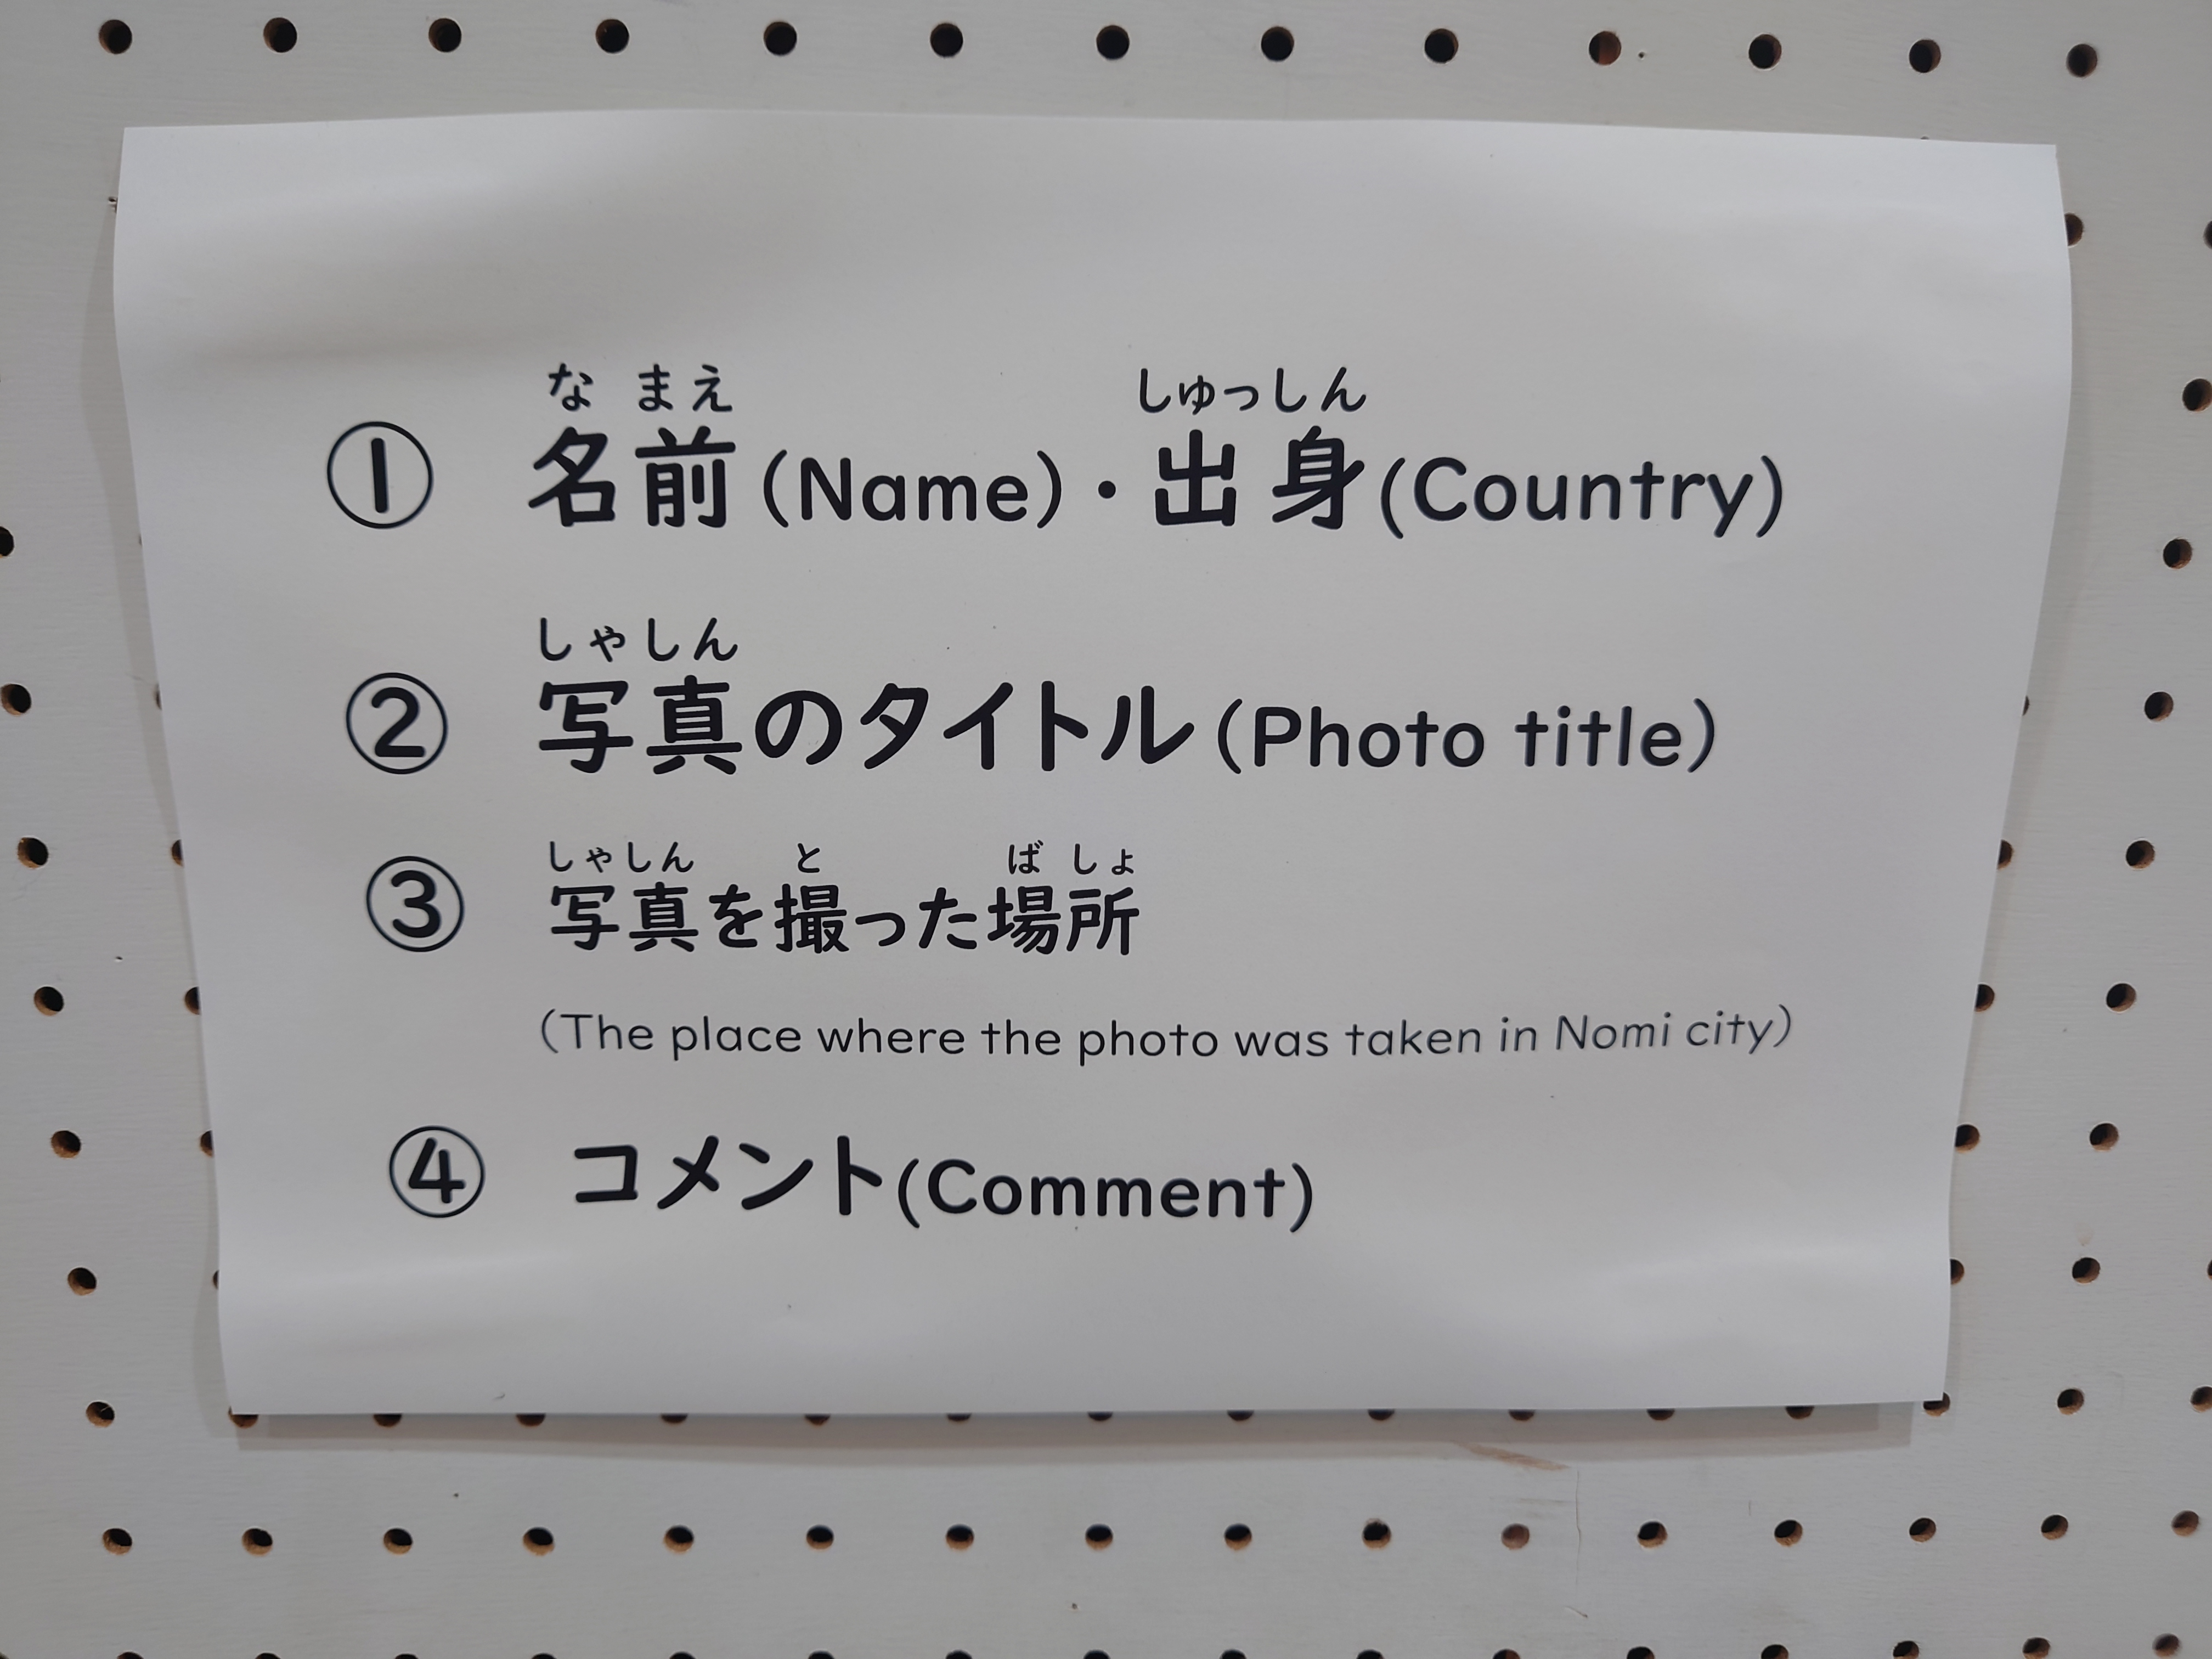 な まえ しゅっしん
① 名前(Name)・出身(Country)
しゃしん
② 写真のタイトル(Photo title)
しゃしん と ば しょ
③ 写真を撮った場所
(The place where the photo was taken in Nomi city)
④ コメント(Comment)